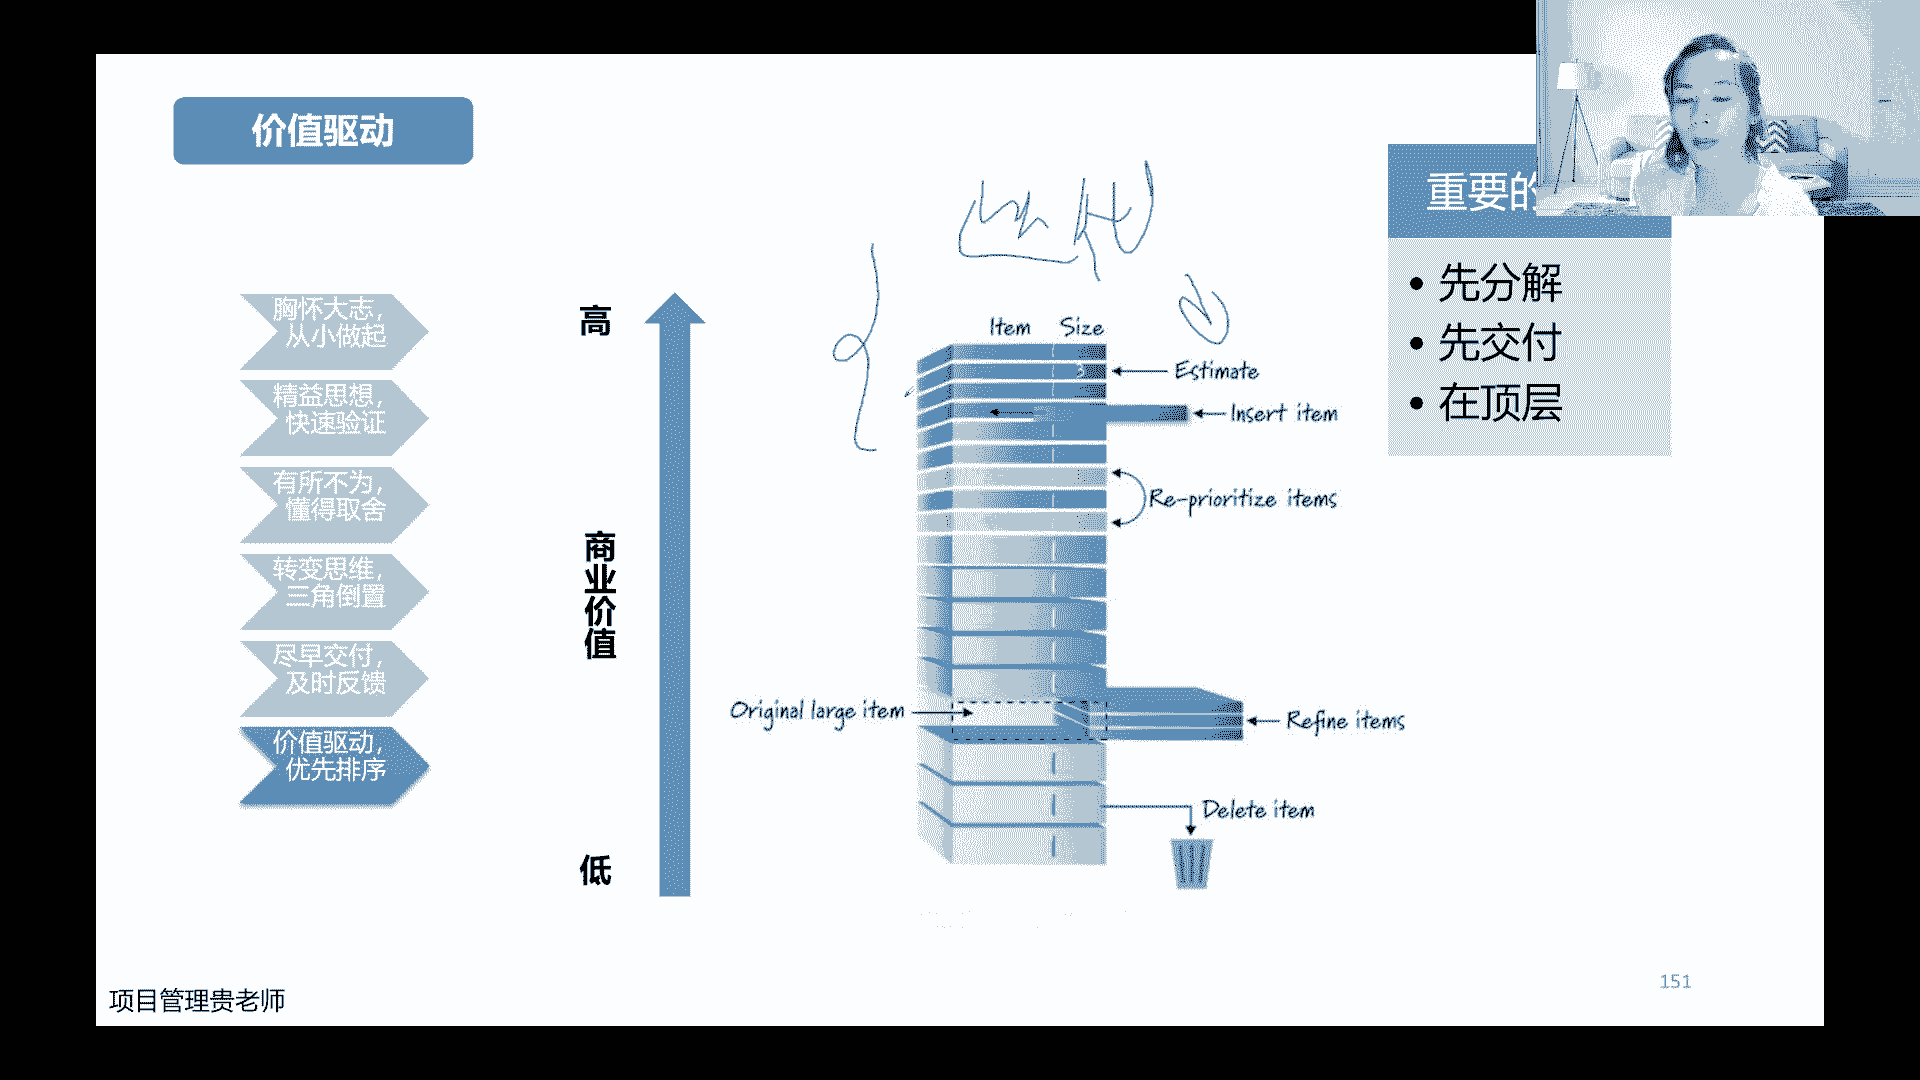 价值驱动
重要的
胸怀大志,
从小做起
精益思想,
快速验证
有所不为,
懂得取舍
转变思维,
三角倒置
尽早交付,
及时反馈
价值驱动,
优先排序
高
商业价值
低
Item Size
Estimate
Insert item
Re-prioritize items
Original large item
Refine items
Delete item
• 先分解
• 先交付
• 在顶层
项目管理贵老师
151